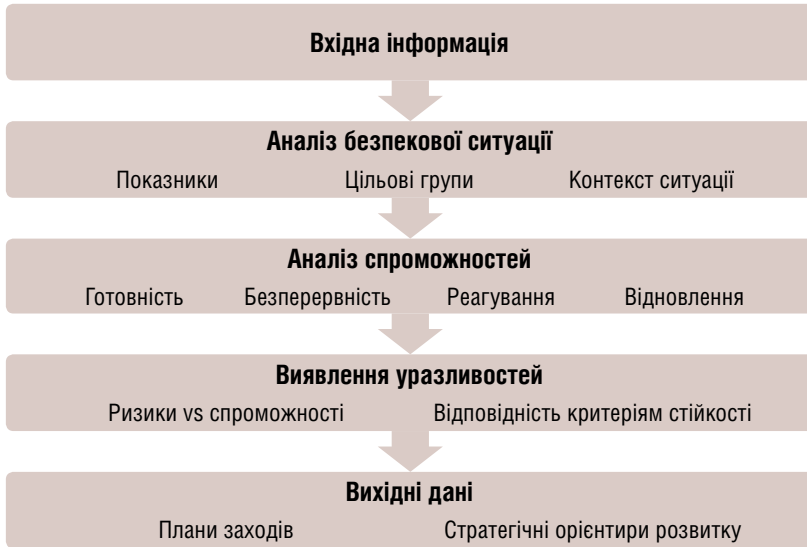 Вхідна інформація
Аналіз безпекової ситуації
Показники Цільові групи Контекст ситуації
Аналіз спроможностей
Готовність Безперервність Реагування Відновлення
Виявлення уразливостей
Ризики vs спроможності Відповідність критеріям стійкості
Вихідні дані
Плани заходів Стратегічні орієнтири розвитку